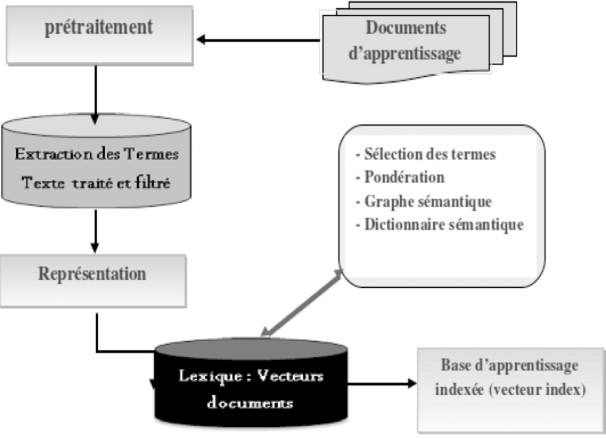 prétraitement
Documents
d'apprentissage
Extraction des Termes
Texte traité et filtré
- Sélection des termes
- Pondération
- Graphe sémantique
- Dictionnaire sémantique
Représentation
Lexique : Vecteurs
documents
Base d'apprentissage
indexée (vecteur index)